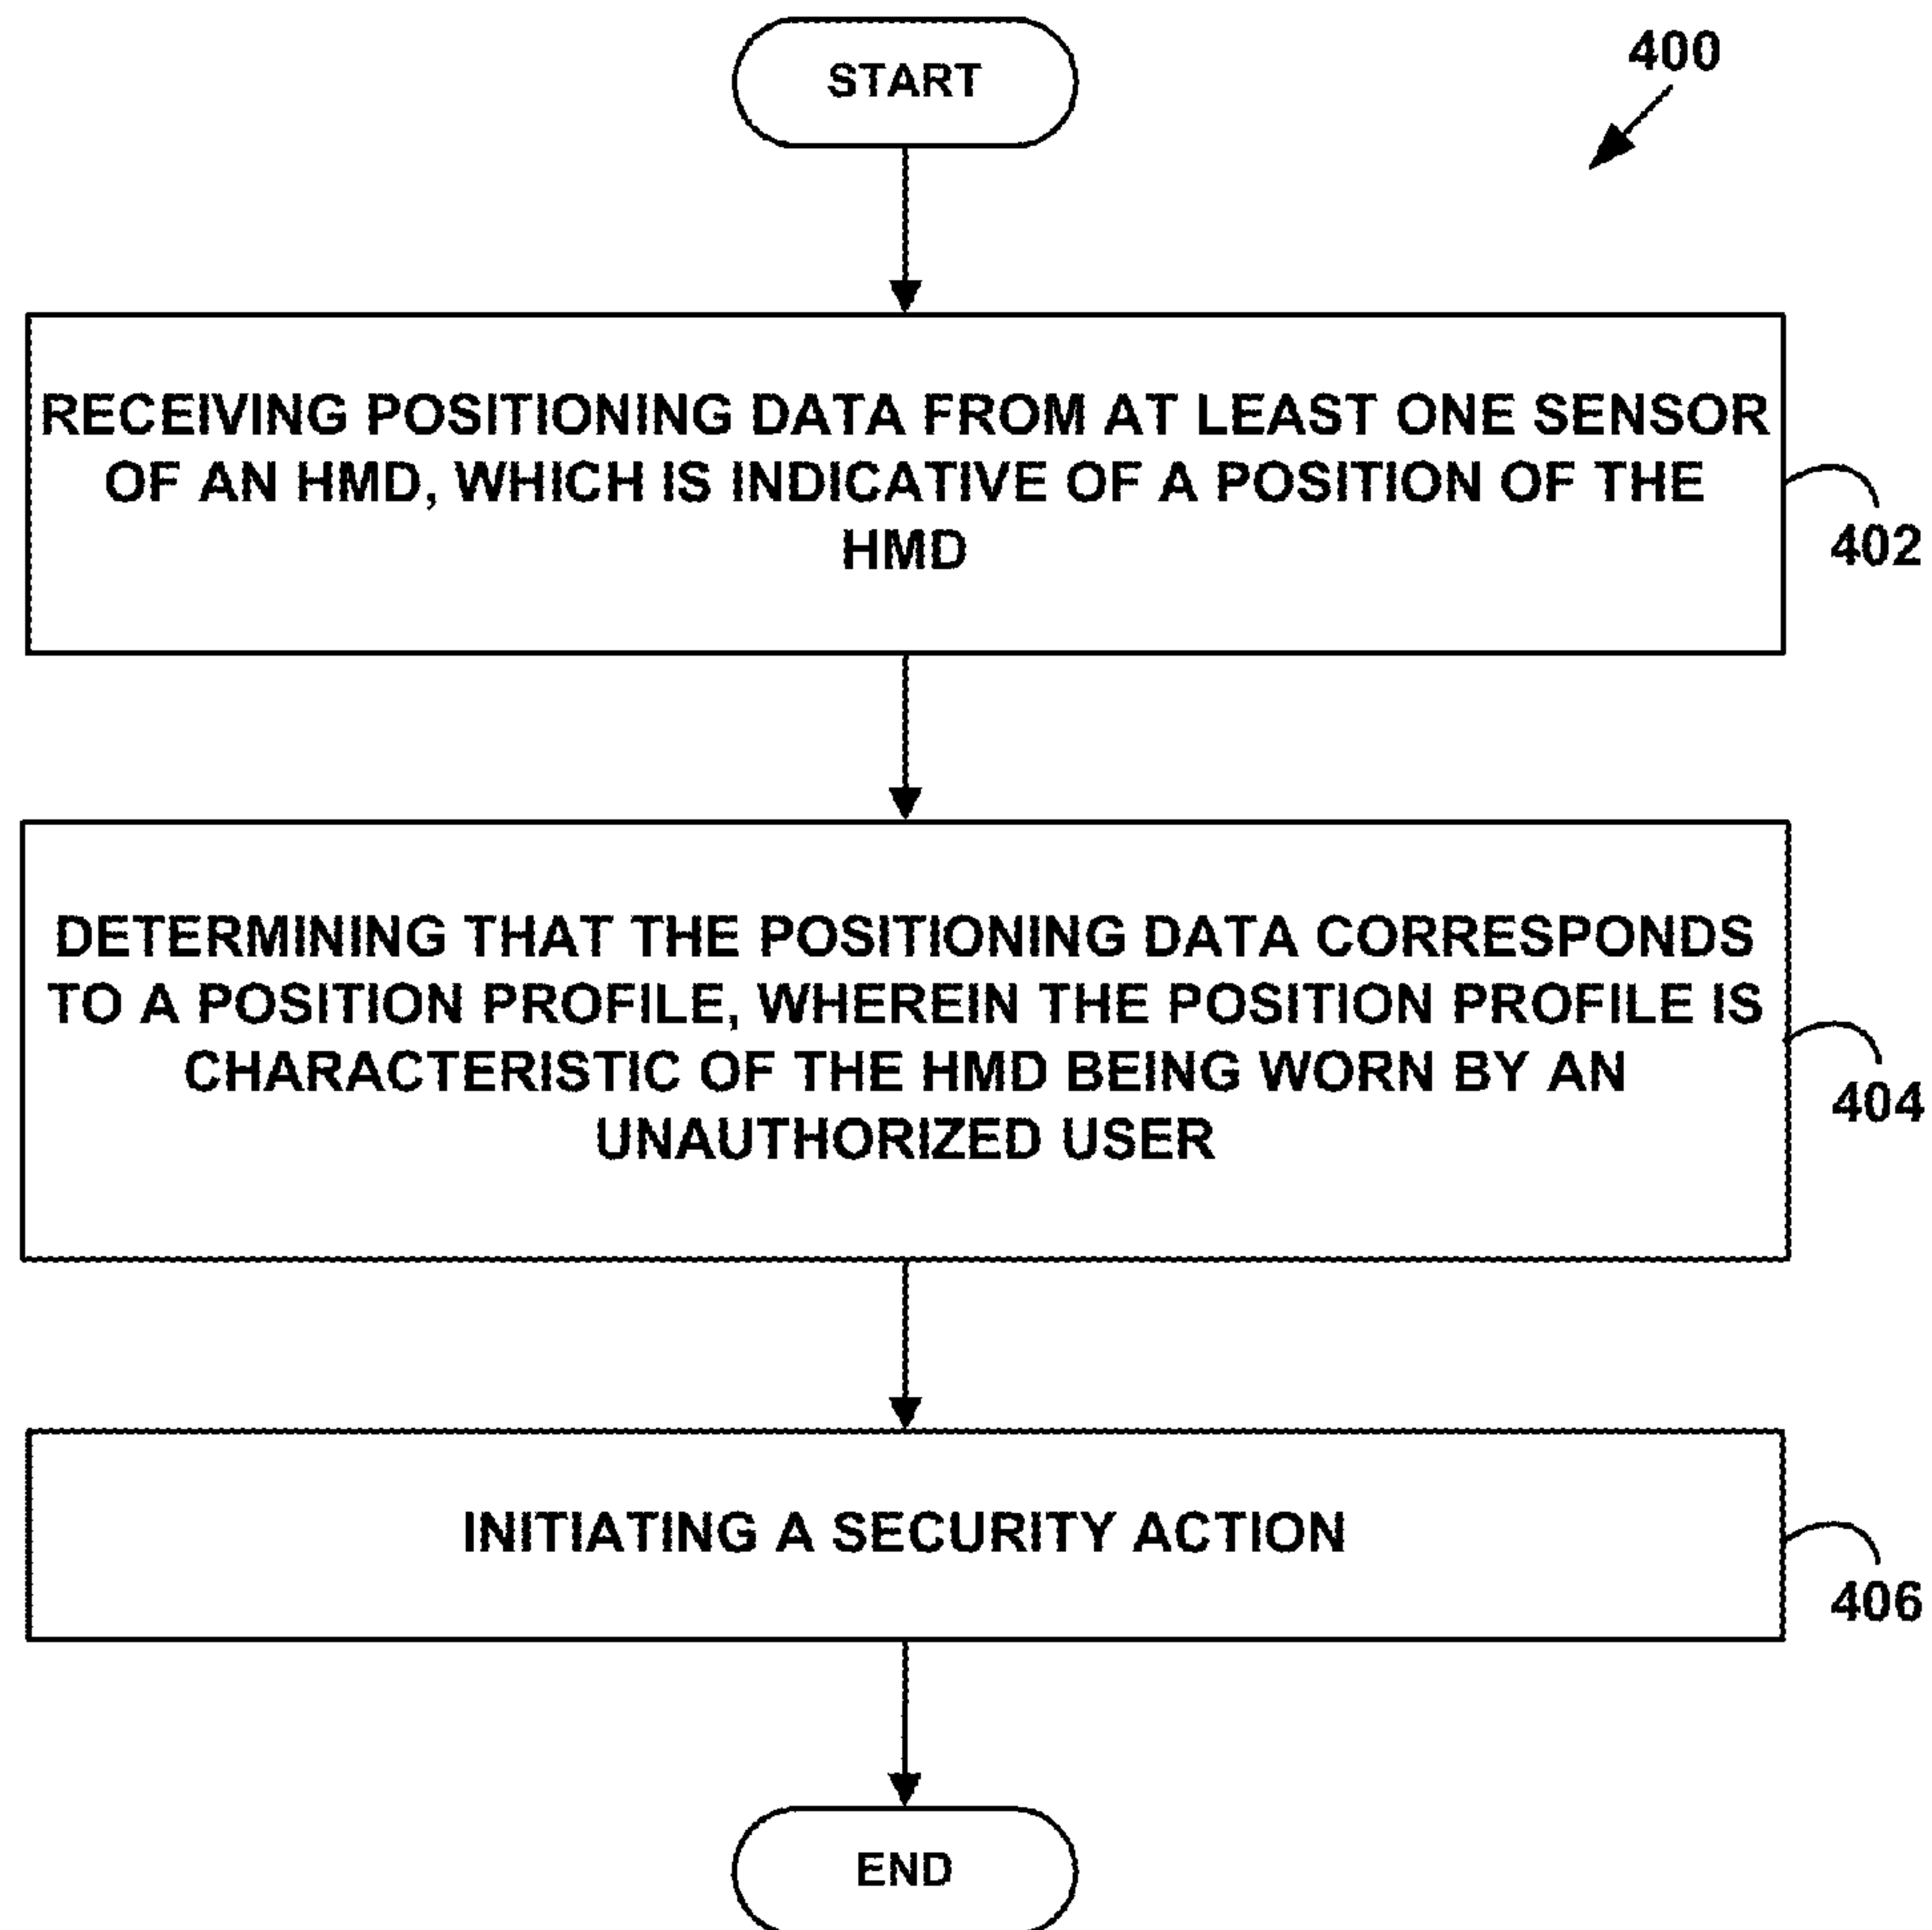 START
400
RECEIVING POSITIONING DATA FROM AT LEAST ONE SENSOR
OF AN HMD, WHICH IS INDICATIVE OF A POSITION OF THE
HMD
402
DETERMINING THAT THE POSITIONING DATA CORRESPONDS
TO A POSITION PROFILE, WHEREIN THE POSITION PROFILE IS
CHARACTERISTIC OF THE HMD BEING WORN BY AN
UNAUTHORIZED USER
404
INITIATING A SECURITY ACTION
406
END